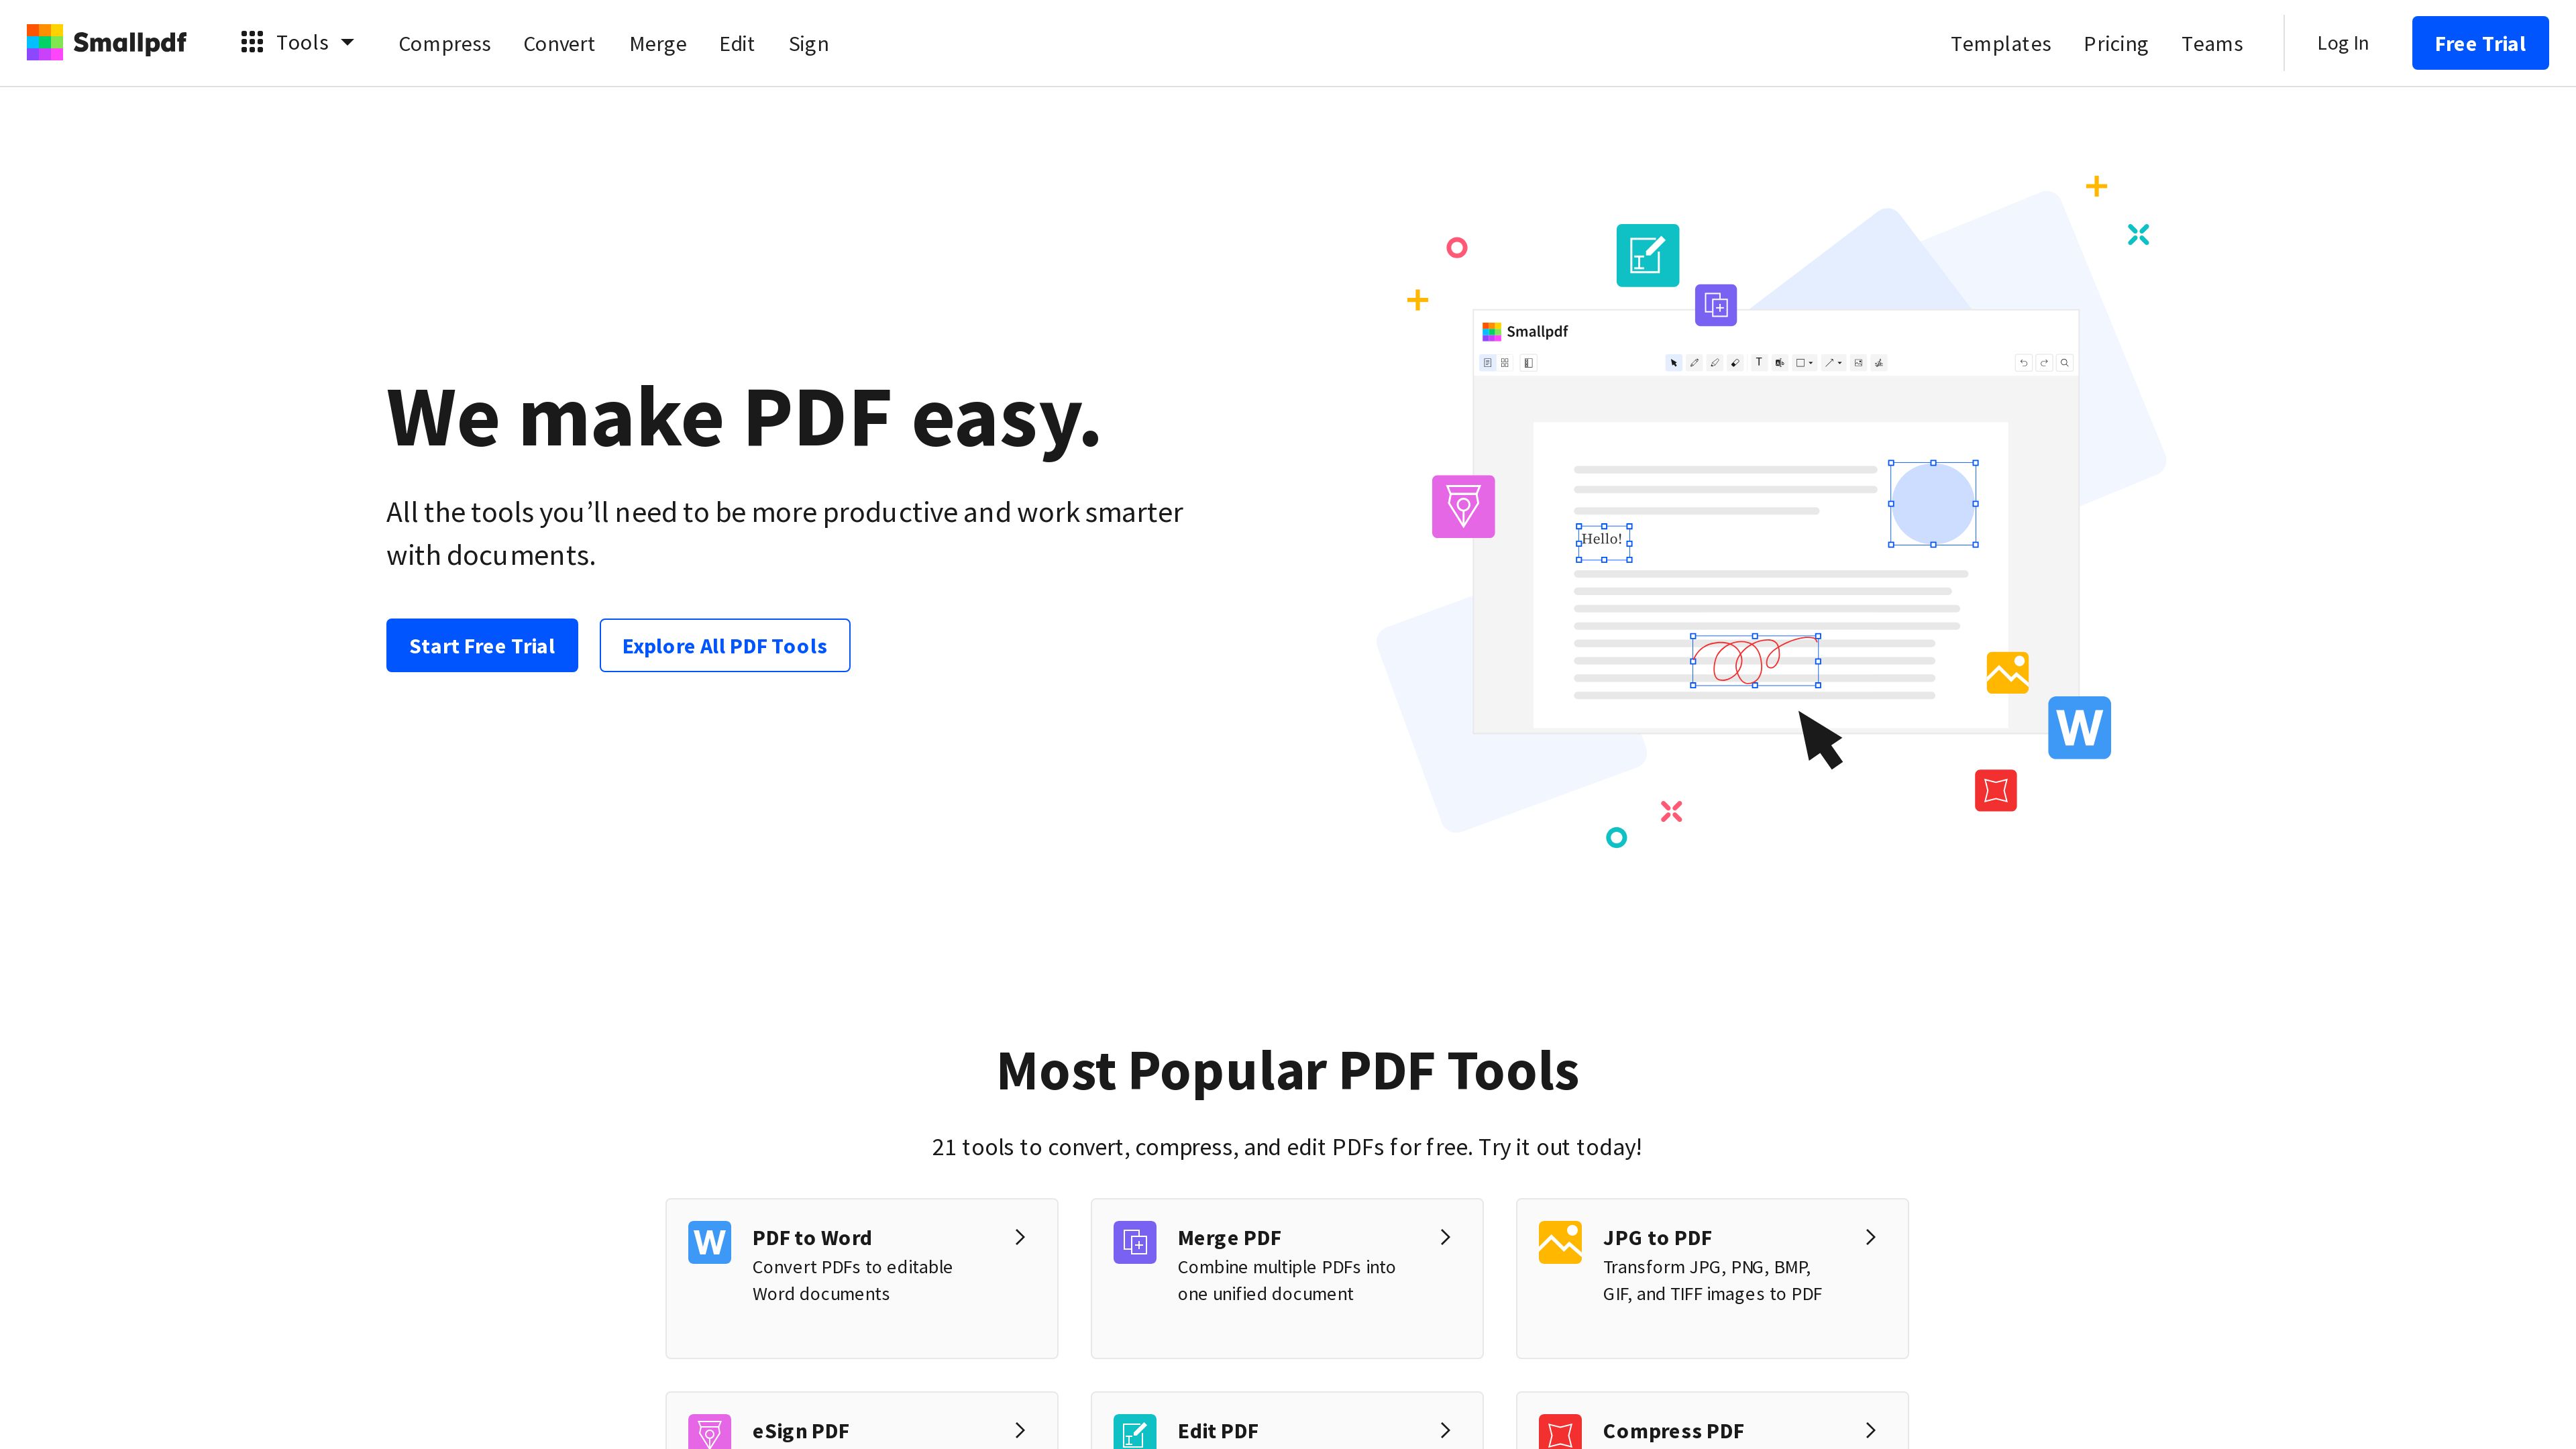 Smallpdf
Tools
Compress
Convert
Merge
Edit
Sign
Templates
Pricing
Teams
Log In
Free Trial
We make PDF easy.
All the tools you’ll need to be more productive and work smarter
with documents.
Start Free Trial
Explore All PDF Tools
Smallpdf
T
Hello!
W
Most Popular PDF Tools
21 tools to convert, compress, and edit PDFs for free. Try it out today!
W
PDF to Word
Convert PDFs to editable
Word documents
Merge PDF
Combine multiple PDFs into
one unified document
JPG to PDF
Transform JPG, PNG, BMP,
GIF, and TIFF images to PDF
eSign PDF
Edit PDF
Compress PDF